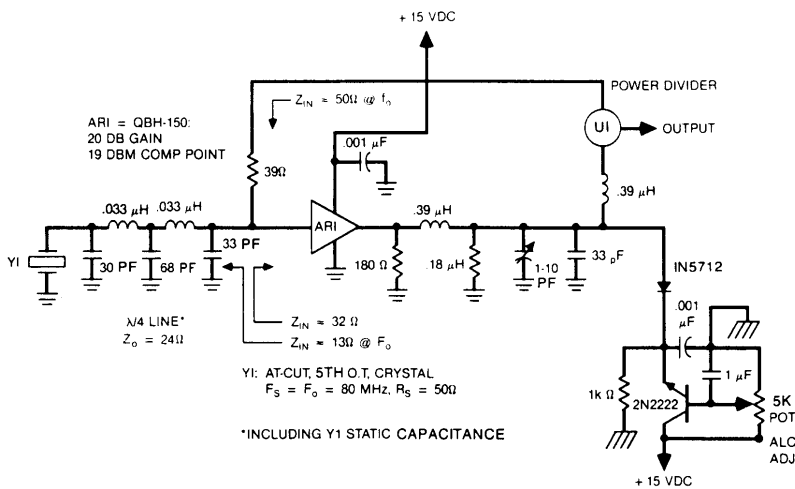 + 15 VDC
POWER DIVIDER
Z_IN ≈ 50Ω @ f_o
ARI = QBH-150:
20 DB GAIN
19 DBM COMP POINT
UI
OUTPUT
.001 μF
39Ω
.39 μH
.033 μH
.033 μH
ARI
.39 μH
YI
30 PF
68 PF
33 PF
180 Ω
.18 μH
1-10
PF
33 pF
IN5712
λ/4 LINE*
Z_o = 24Ω
Z_IN ≈ 32 Ω
Z_IN ≈ 13Ω @ F_o
.001
μF
YI: AT-CUT, 5TH O.T, CRYSTAL
F_S = F_o = 80 MHz, R_S = 50Ω
1k Ω
2N2222
1 μF
5K
POT
*INCLUDING Y1 STATIC CAPACITANCE
ALC
ADJ
+ 15 VDC